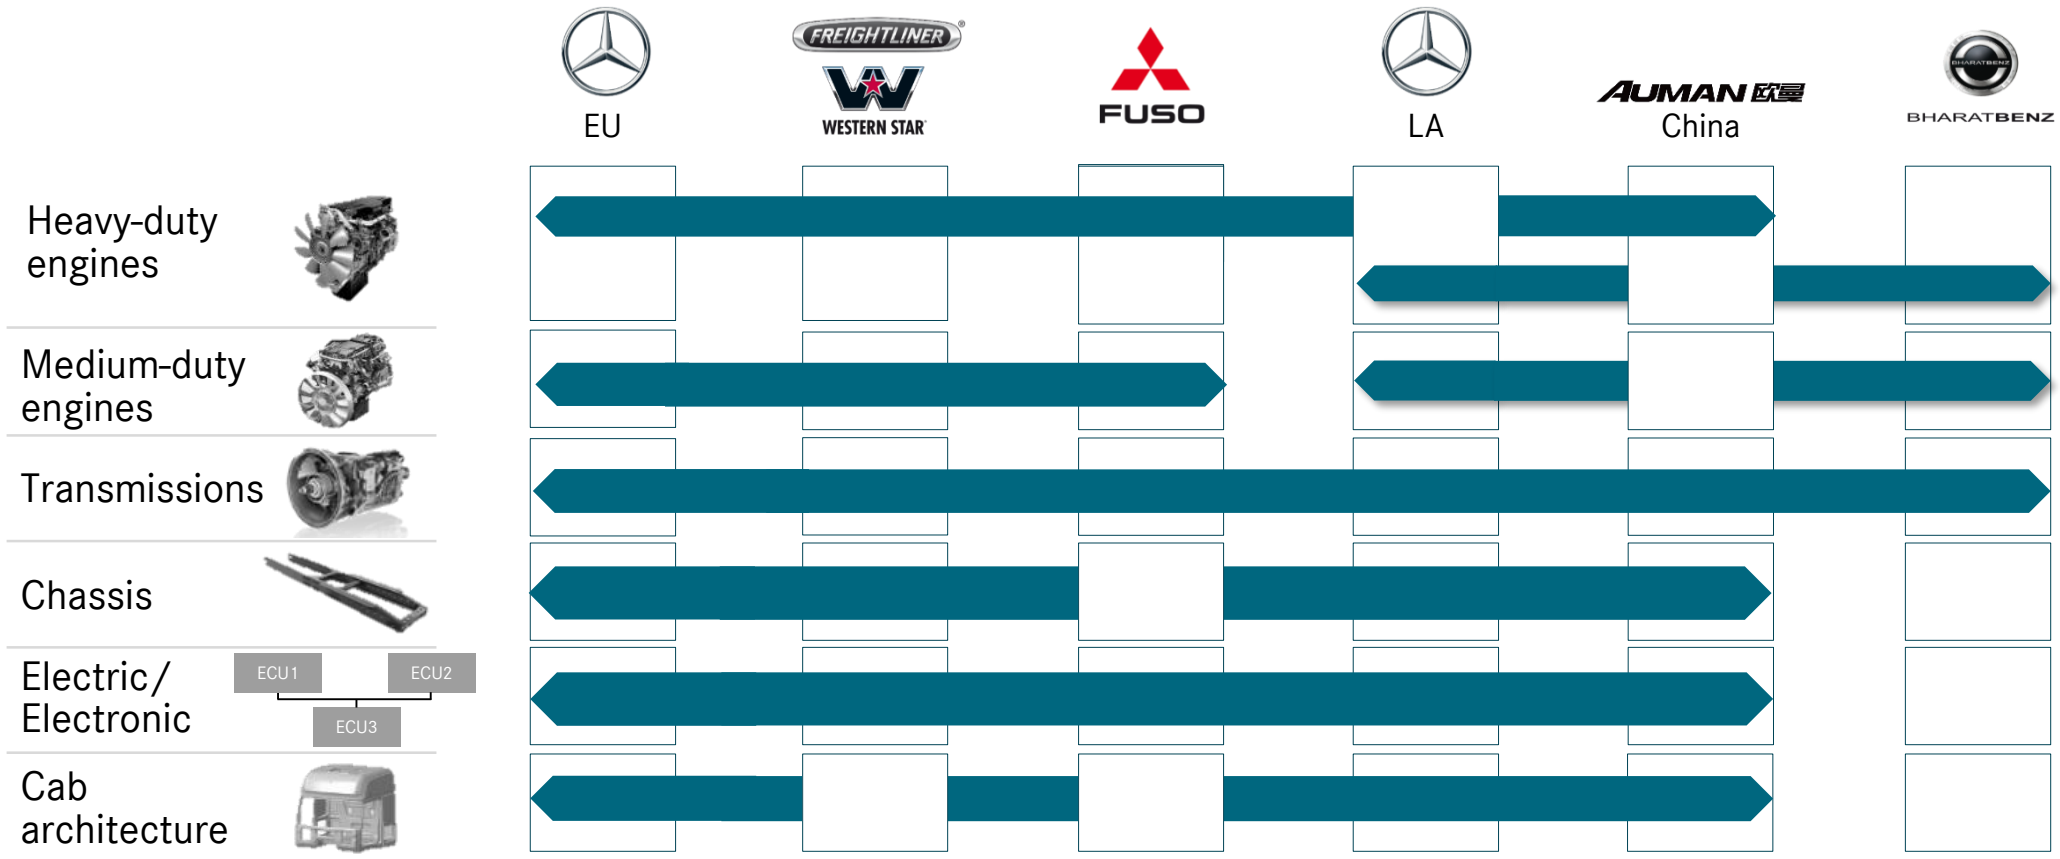 FREIGHTLINER®
WESTERN STAR
EU
FUSO
LA
AUMAN 欧曼
China
BHARATBENZ
BHARATBENZ
Heavy-duty
engines
Medium-duty
engines
Transmissions
Chassis
Electric/
Electronic
ECU1
ECU2
ECU3
Cab
architecture